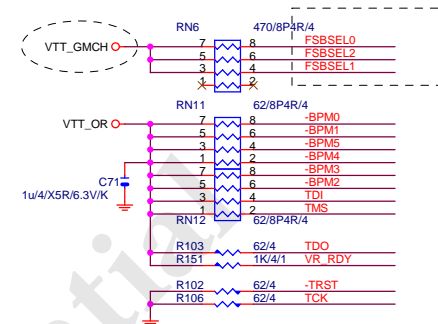 RN6 470/8P4R/4
VTT_GMCH 7 8 FSBSEL0
5 6 FSBSEL2
3 4 FSBSEL1
1 2
RN11 62/8P4R/4
VTT_OR 7 8 -BPM0
5 6 -BPM1
3 4 -BPM5
1 2 -BPM4
7 8 -BPM3
C71 5 6 -BPM2
1u/4/X5R/6.3V/K 3 4 TDI
1 2 TMS
RN12 62/8P4R/4
R103 62/4 TDO
R151 1K/4/1 VR_RDY
R102 62/4 -TRST
R106 62/4 TCK